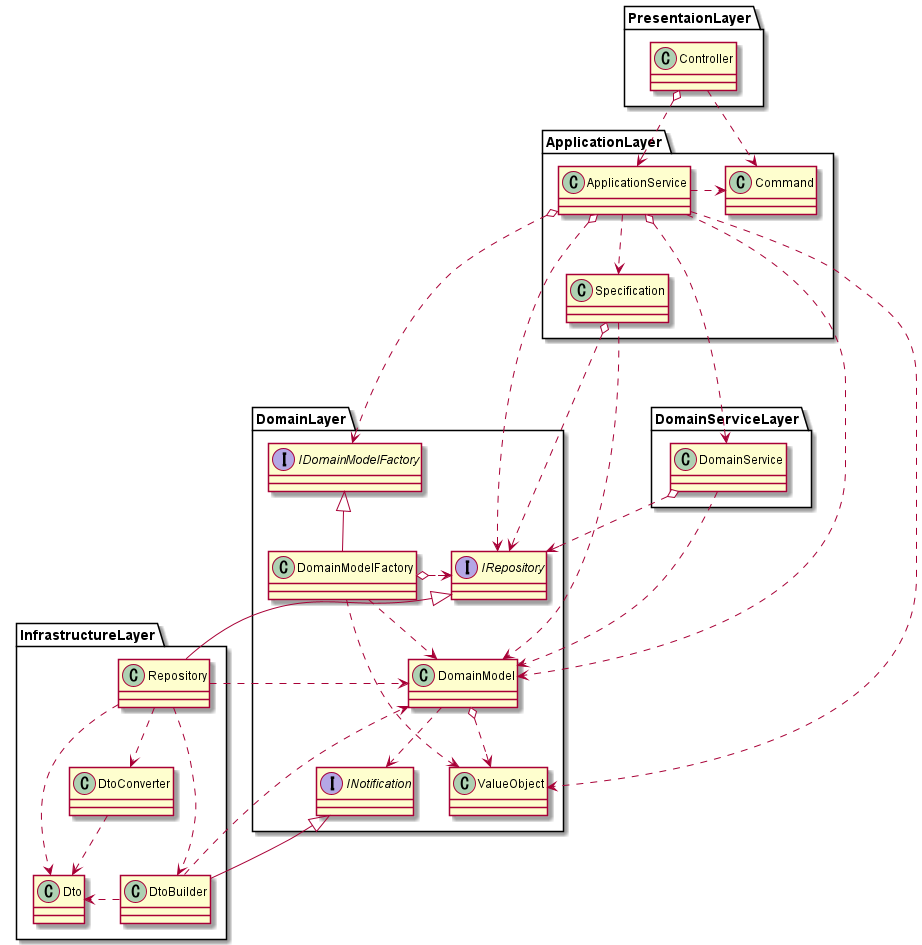 PresentaionLayer
C Controller
ApplicationLayer
C ApplicationService
C Command
C Specification
DomainLayer
DomainServiceLayer
I IDomainModelFactory
C DomainService
C DomainModelFactory
I IRepository
InfrastructureLayer
C Repository
C DomainModel
C DtoConverter
I INotification
C ValueObject
C Dto
C DtoBuilder